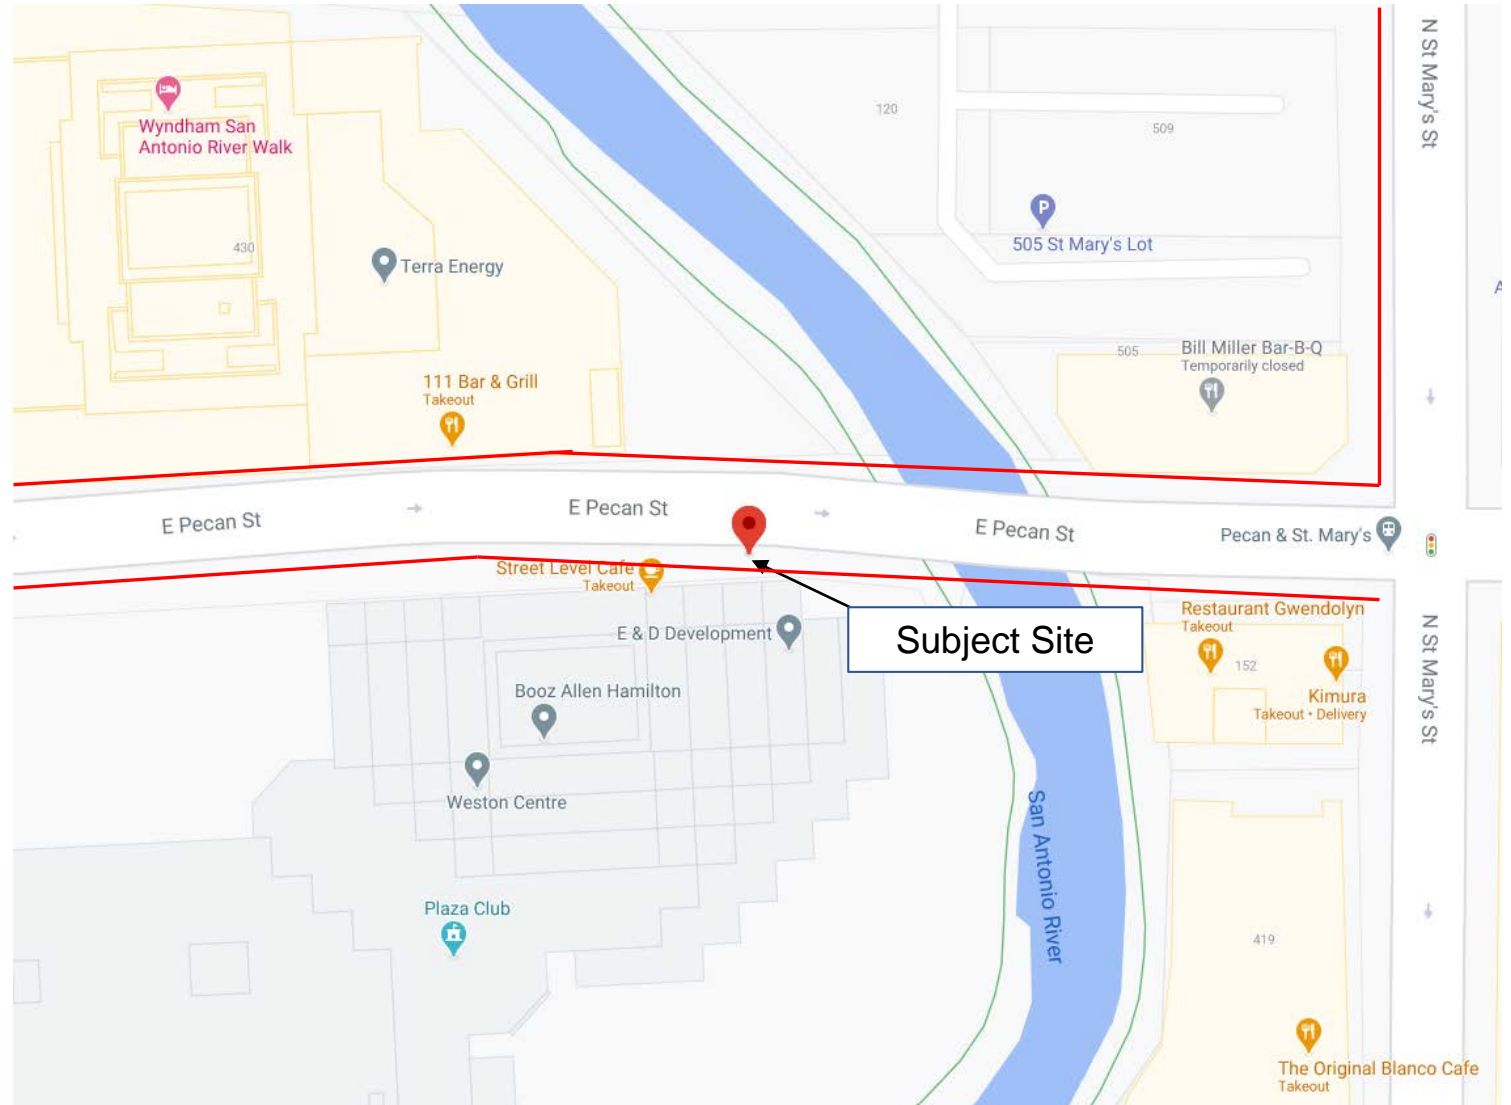 N St Mary's St
Wyndham San
Antonio River Walk
120
509
P
505 St Mary's Lot
430
Terra Energy
A
505
Bill Miller Bar-B-Q
Temporarily closed
111 Bar & Grill
Takeout
E Pecan St
E Pecan St
E Pecan St
Pecan & St. Mary's
Street Level Cafe
Takeout
Subject Site
E & D Development
Restaurant Gwendolyn
Takeout
152
Kimura
Takeout • Delivery
N St Mary's St
Booz Allen Hamilton
Weston Centre
San Antonio River
Plaza Club
419
The Original Blanco Cafe
Takeout